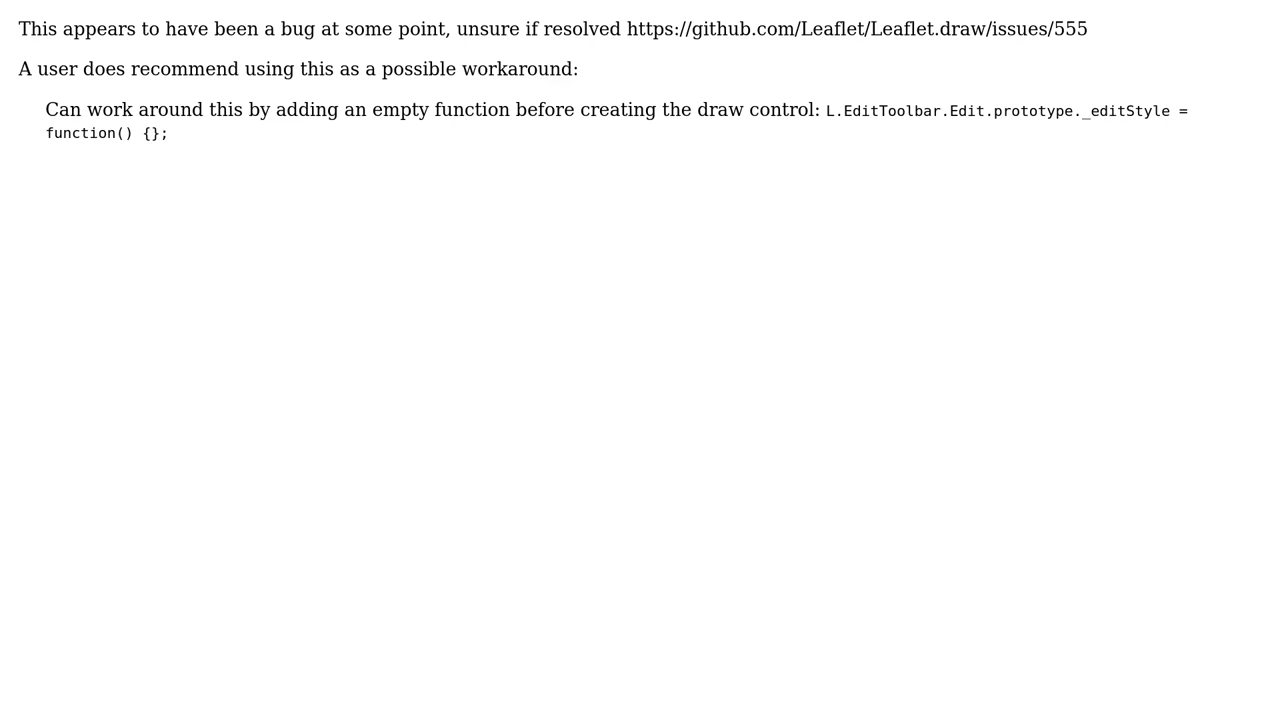 This appears to have been a bug at some point, unsure if resolved https://github.com/Leaflet/Leaflet.draw/issues/555
A user does recommend using this as a possible workaround:
Can work around this by adding an empty function before creating the draw control: L.EditToolbar.Edit.prototype._editStyle =
function() {};